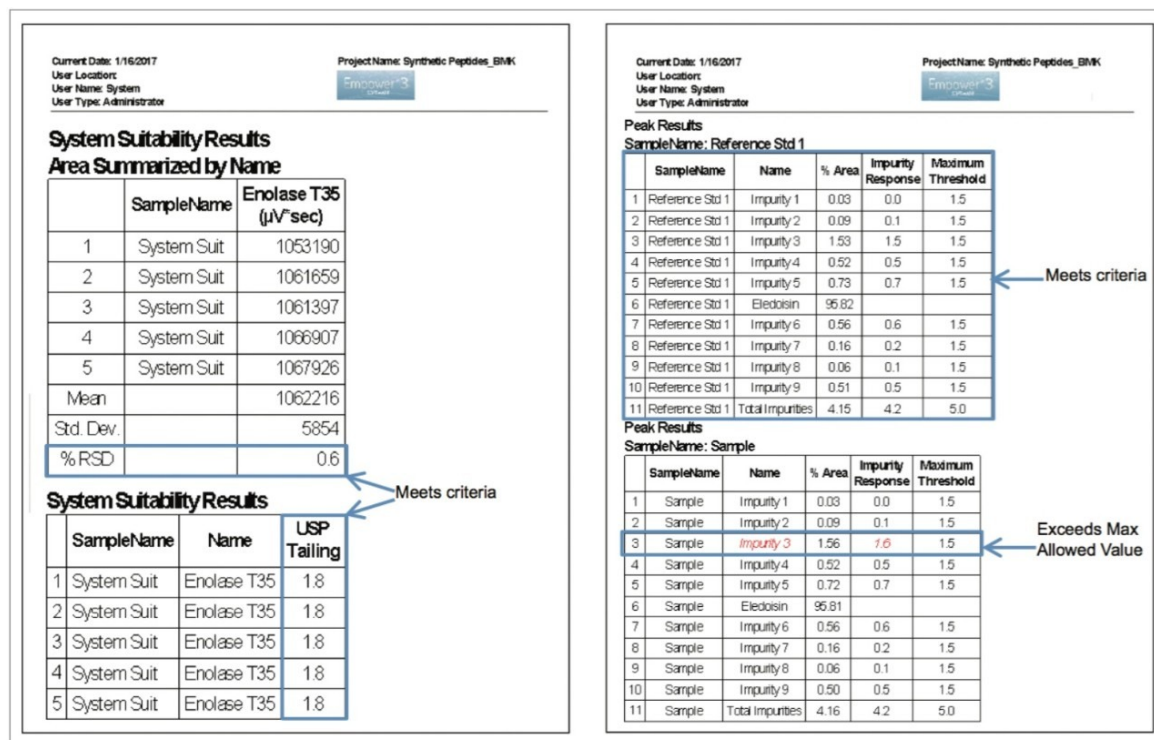 Current Date: 1/16/2017 Project Name: Synthetic Peptides_BMK
User Location:
User Name: System
User Type: Administrator
Empower 3
System Suitability Results
Area Summarized by Name
SampleName Enolase T35 (µV*sec)
1 System Suit 1053190
2 System Suit 1061659
3 System Suit 1061397
4 System Suit 1066907
5 System Suit 1067926
Mean 1062216
Std. Dev. 5854
% RSD 0.6
Meets criteria
System Suitability Results
SampleName Name USP Tailing
1 System Suit Enolase T35 1.8
2 System Suit Enolase T35 1.8
3 System Suit Enolase T35 1.8
4 System Suit Enolase T35 1.8
5 System Suit Enolase T35 1.8
Current Date: 1/16/2017 Project Name: Synthetic Peptides_BMK
User Location:
User Name: System
User Type: Administrator
Empower 3
Peak Results
SampleName: Reference Std 1
SampleName Name % Area Impurity Response Maximum Threshold
1 Reference Std 1 Impurity 1 0.03 0.0 1.5
2 Reference Std 1 Impurity 2 0.09 0.1 1.5
3 Reference Std 1 Impurity 3 1.53 1.5 1.5
4 Reference Std 1 Impurity 4 0.52 0.5 1.5
5 Reference Std 1 Impurity 5 0.73 0.7 1.5
6 Reference Std 1 Eledoisin 95.82
7 Reference Std 1 Impurity 6 0.56 0.6 1.5
8 Reference Std 1 Impurity 7 0.16 0.2 1.5
9 Reference Std 1 Impurity 8 0.06 0.1 1.5
10 Reference Std 1 Impurity 9 0.51 0.5 1.5
11 Reference Std 1 Total Impurities 4.15 4.2 5.0
Meets criteria
Peak Results
SampleName: Sample
SampleName Name % Area Impurity Response Maximum Threshold
1 Sample Impurity 1 0.03 0.0 1.5
2 Sample Impurity 2 0.09 0.1 1.5
3 Sample Impurity 3 1.56 1.6 1.5
4 Sample Impurity 4 0.52 0.5 1.5
5 Sample Impurity 5 0.72 0.7 1.5
6 Sample Eledoisin 95.81
7 Sample Impurity 6 0.56 0.6 1.5
8 Sample Impurity 7 0.16 0.2 1.5
9 Sample Impurity 8 0.06 0.1 1.5
10 Sample Impurity 9 0.50 0.5 1.5
11 Sample Total Impurities 4.16 4.2 5.0
Exceeds Max
Allowed Value